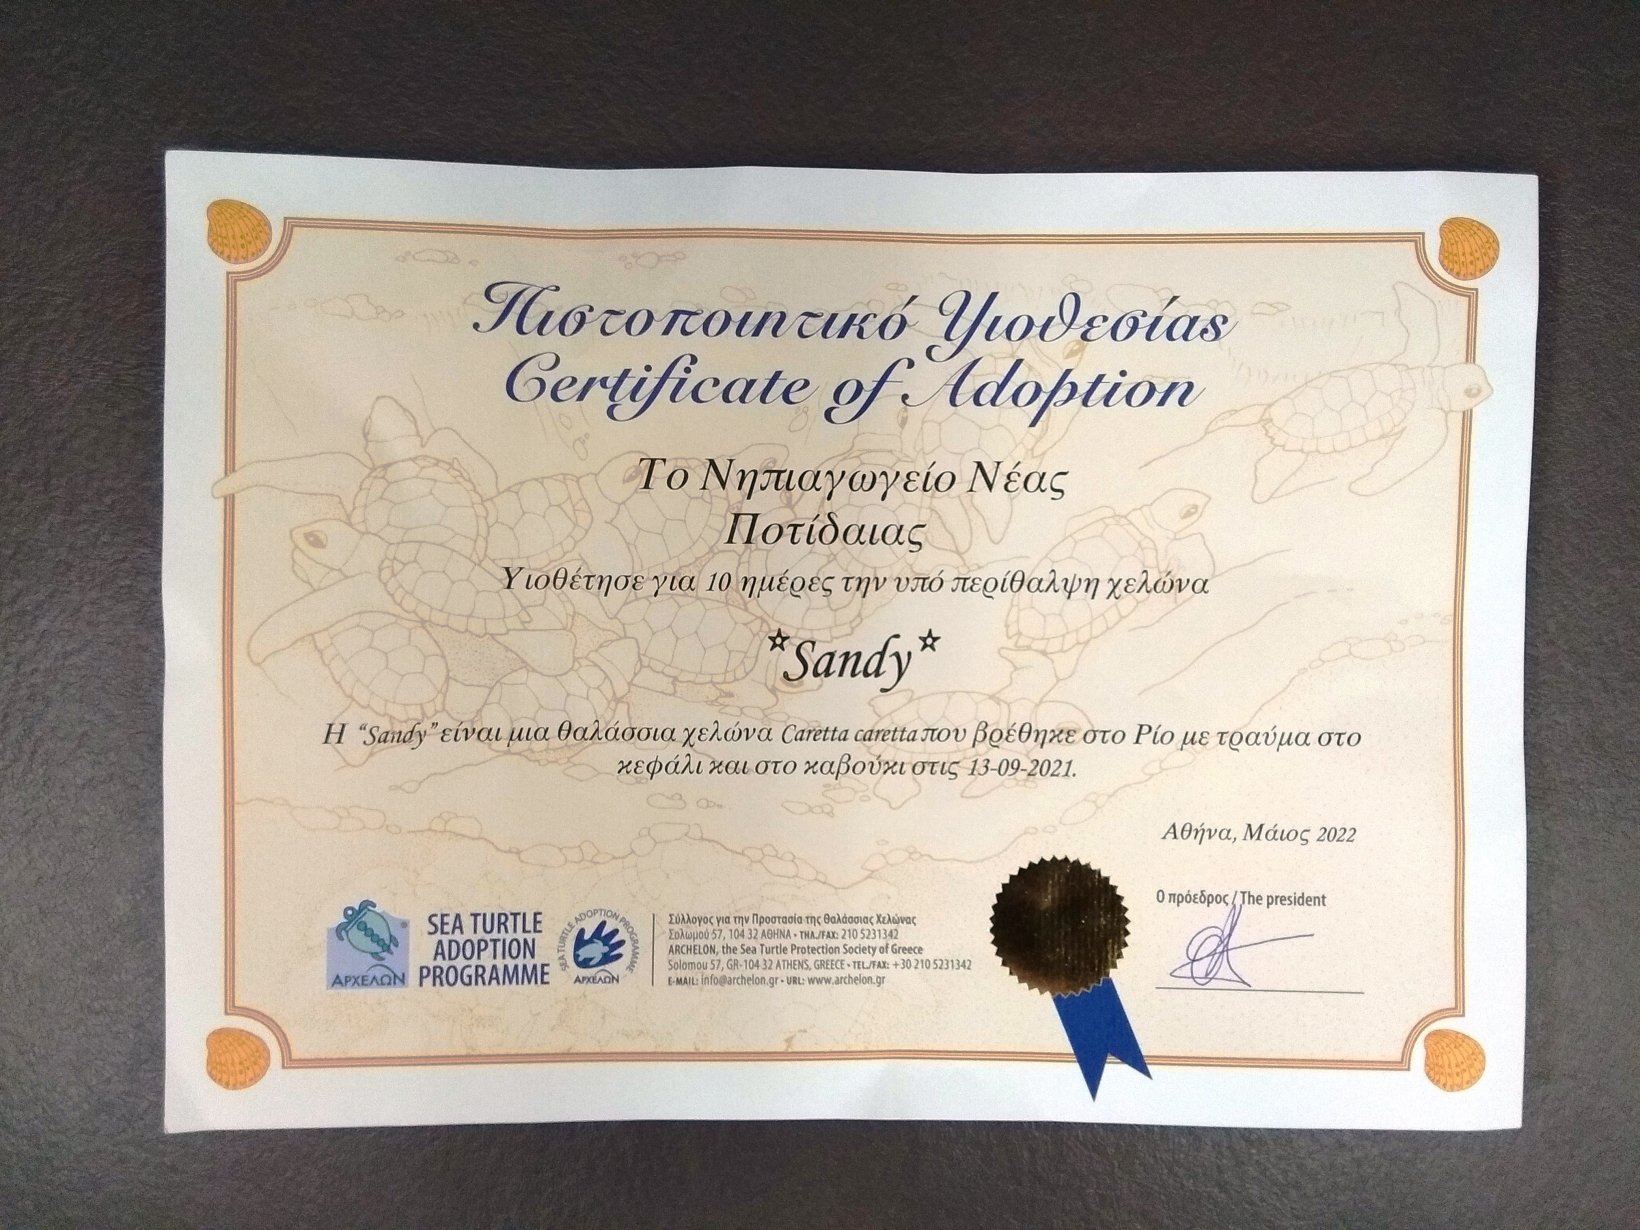 Πιστοποιητικό Υιοθεσίας
Certificate of Adoption
Το Νηπιαγωγείο Νέας
Ποτίδαιας
Υιοθέτησε για 10 ημέρες την υπό περίθαλψη χελώνα
*Sandy*
Η “Sandy” είναι μια θαλάσσια χελώνα Caretta caretta που βρέθηκε στο Ρίο με τραύμα στο
κεφάλι και στο καβούκι στις 13-09-2021.
Αθήνα, Μάιος 2022
Ο πρόεδρος / The president
ΑΡΧΕΛΩΝ
SEA TURTLE
ADOPTION
PROGRAMME
SEA TURTLE ADOPTION PROGRAMME
ΑΡΧΕΛΩΝ
Σύλλογος για την Προστασία της Θαλάσσιας Χελώνας
Σολωμού 57, 104 32 ΑΘΗΝΑ • ΤΗΛ./FAX: 210 5231342
ARCHELON, the Sea Turtle Protection Society of Greece
Solomou 57, GR-104 32 ATHENS, GREECE • TEL./FAX: +30 210 5231342
E-MAIL: info@archelon.gr • URL: www.archelon.gr